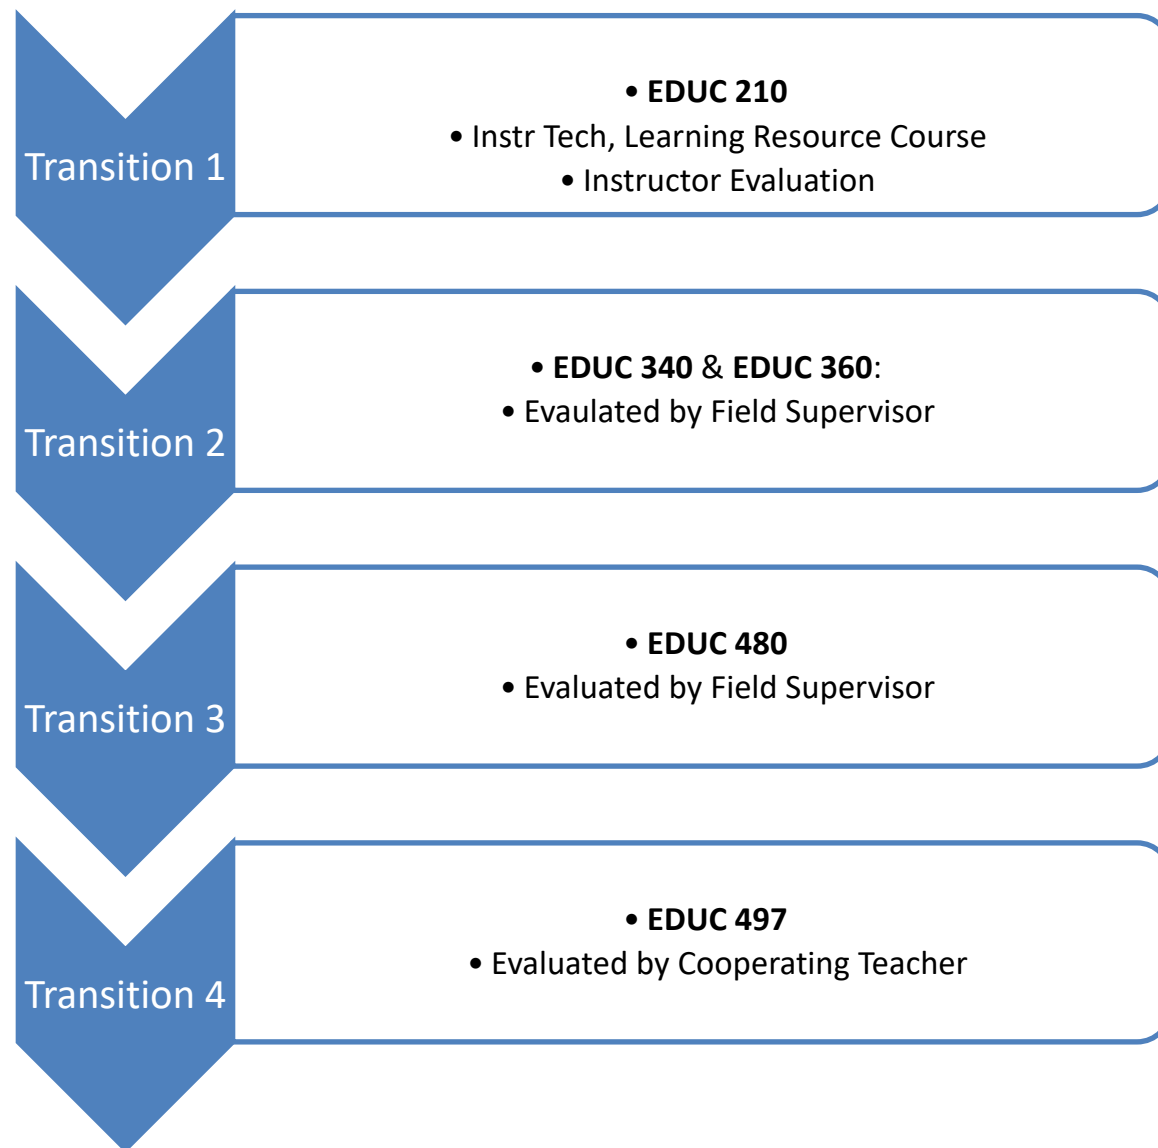 Transition 1
• EDUC 210
• Instr Tech, Learning Resource Course
• Instructor Evaluation
Transition 2
• EDUC 340 & EDUC 360:
• Evaulated by Field Supervisor
Transition 3
• EDUC 480
• Evaluated by Field Supervisor
Transition 4
• EDUC 497
• Evaluated by Cooperating Teacher